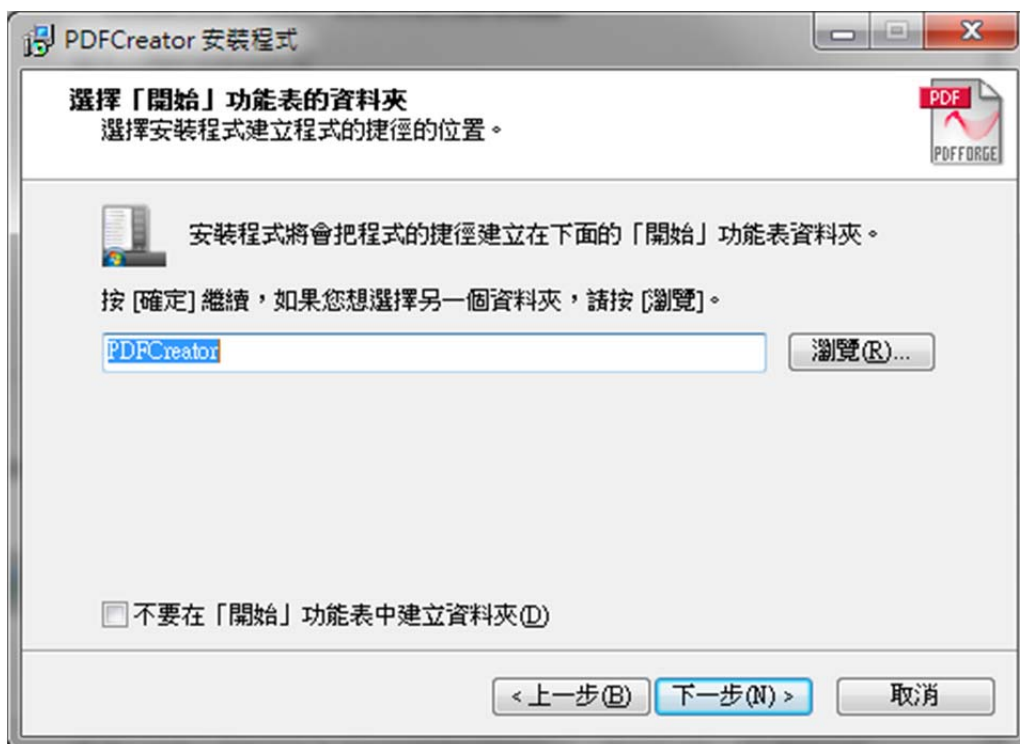 PDFCreator 安裝程式
選擇「開始」功能表的資料夾
選擇安裝程式建立程式的捷徑的位置。
PDF
PDFFORGE
安裝程式將會把程式的捷徑建立在下面的「開始」功能表資料夾。
按 [確定] 繼續，如果您想選擇另一個資料夾，請按 [瀏覽]。
PDFCreator
瀏覽(R)...
不要在「開始」功能表中建立資料夾(D)
<上一步(B) 下一步(N)> 取消